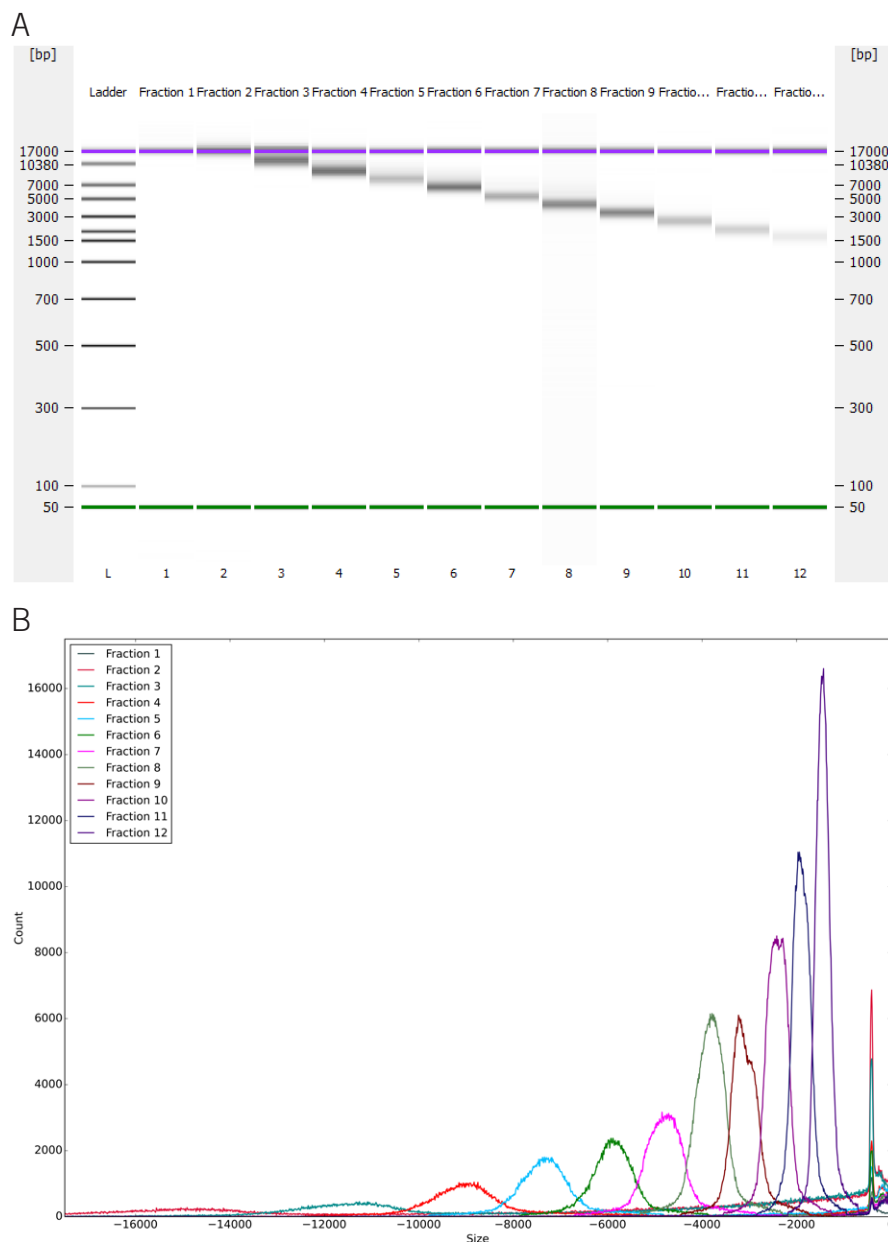 A
[bp] [bp]
Ladder Fraction 1 Fraction 2 Fraction 3 Fraction 4 Fraction 5 Fraction 6 Fraction 7 Fraction 8 Fraction 9 Fractio... Fractio... Fractio...
17000 17000
10380 10380
7000 7000
5000 5000
3000 3000
1500 1500
1000 1000
700 700
500 500
300 300
100 100
50 50
L 1 2 3 4 5 6 7 8 9 10 11 12
B
Fraction 1
Fraction 2
Fraction 3
Fraction 4
Fraction 5
Fraction 6
Fraction 7
Fraction 8
Fraction 9
Fraction 10
Fraction 11
Fraction 12
16000
14000
12000
10000
8000
6000
4000
2000
0
Count
−16000 −14000 −12000 −10000 −8000 −6000 −4000 −2000
Size